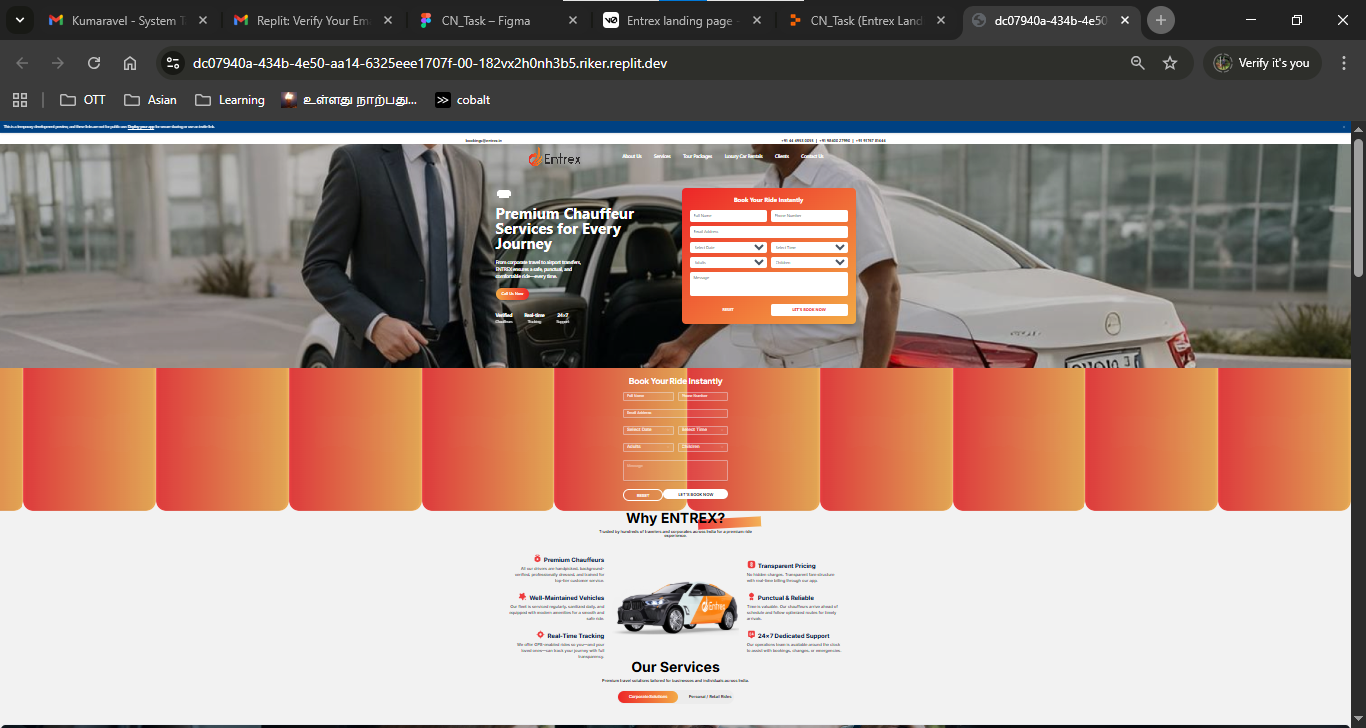 Kumaravel - System T
Replit: Verify Your Em
CN_Task – Figma
Entrex landing page -
CN_Task (Entrex Land
dc07940a-434b-4e50
dc07940a-434b-4e50-aa14-6325eee1707f-00-182vx2h0nh3b5.riker.replit.dev
Verify it's you
OTT
Asian
Learning
உள்ளது நாற்பது...
cobalt
This is a temporary development preview, and these links are not for public use. Deploy your app for secure sharing or use an invite link.
bookings@entrex.in
Entrex
About Us
Services
Tour Packages
Luxury Car Rentals
Clients
Contact Us
Premium Chauffeur
Services for Every
Journey
From corporate travel to airport transfers,
ENTREX ensures a safe, punctual, and
comfortable ride—every time.
Call Us Now
Verified
Chauffeurs
Real-time
Tracking
24×7
Support
Book Your Ride Instantly
Full Name
Phone Number
Email Address
Select Date
Select Time
Adults
Children
Message
RESET
LET'S BOOK NOW
Book Your Ride Instantly
Full Name
Phone Number
Email Address
Select Date
Select Time
Adults
Children
Message
RESET
LET'S BOOK NOW
Why ENTREX?
Trusted by hundreds of travelers and corporates across India for a premium ride
experience.
Premium Chauffeurs
All our drivers are handpicked, background-
verified, professionally dressed, and trained for
top-tier customer service.
Well-Maintained Vehicles
Our fleet is serviced regularly, sanitized daily, and
equipped with modern amenities for a smooth and
safe ride.
Real-Time Tracking
We offer GPS-enabled rides so you—and your
loved ones—can track your journey with full
transparency.
Entrex
Transparent Pricing
No hidden charges. Transparent fare structure
with real-time billing through our app.
Punctual & Reliable
Time is valuable. Our chauffeurs arrive ahead of
schedule and follow optimized routes for timely
arrivals.
24×7 Dedicated Support
Our operations team is available around the clock
to assist with bookings, changes, or emergencies.
Our Services
Premium travel solutions tailored for businesses and individuals across India.
Corporate Solutions
Personal / Retail Rides